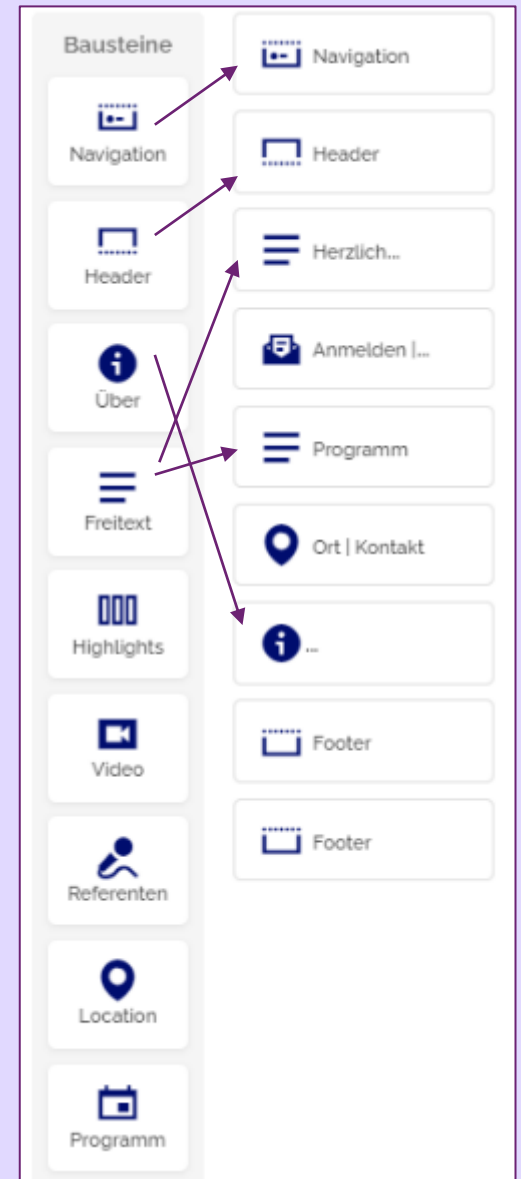 Bausteine
Navigation
Header
Über
Freitext
Highlights
Video
Referenten
Location
Programm
Navigation
Header
Herzlich...
Anmelden |...
Programm
Ort | Kontakt
...
Footer
Footer